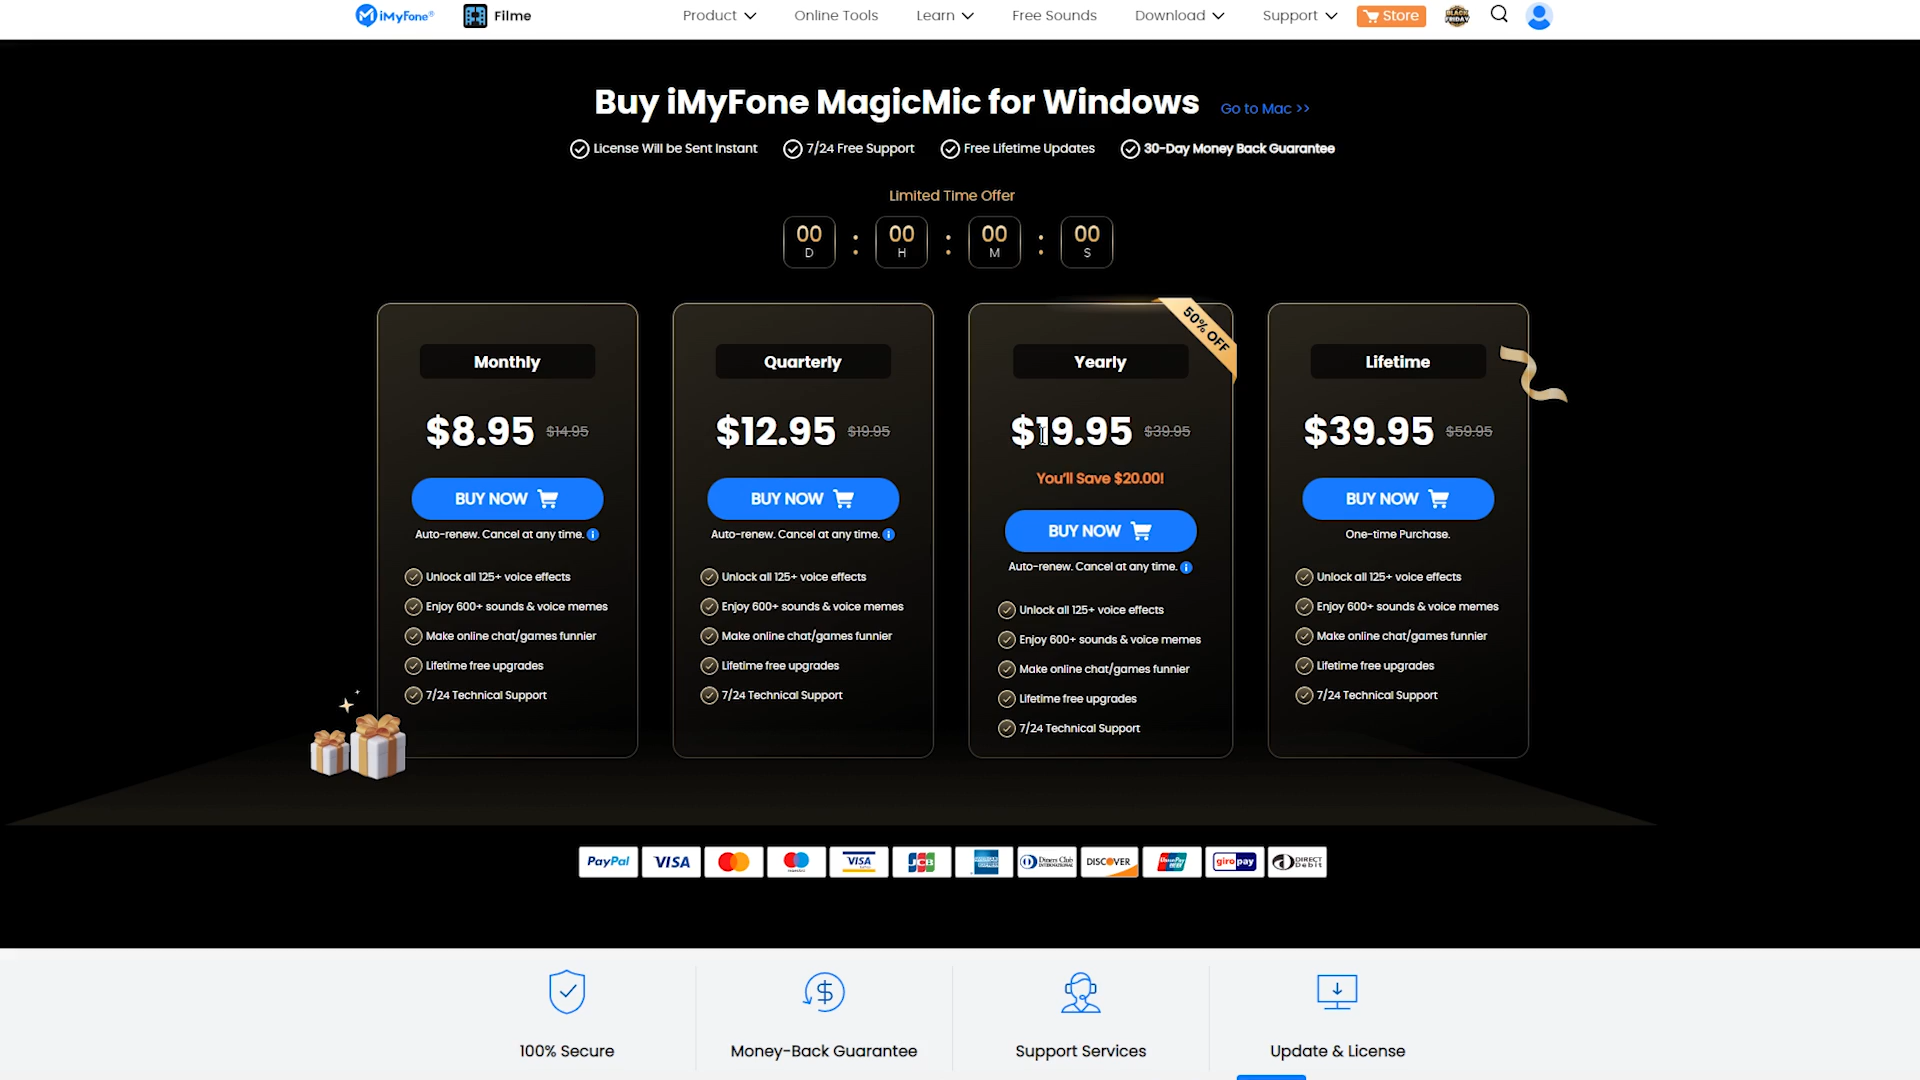 iMyFone®
Filme
Product
Online Tools
Learn
Free Sounds
Download
Support
Store
BLACK
FRIDAY
Buy iMyFone MagicMic for Windows
Go to Mac >>
License Will be Sent Instant
7/24 Free Support
Free Lifetime Updates
30-Day Money Back Guarantee
Limited Time Offer
00 : 00 : 00 : 00
D H M S
Monthly
$8.95 $14.95
BUY NOW
Auto-renew. Cancel at any time.
Unlock all 125+ voice effects
Enjoy 600+ sounds & voice memes
Make online chat/games funnier
Lifetime free upgrades
7/24 Technical Support
Quarterly
$12.95 $19.95
BUY NOW
Auto-renew. Cancel at any time.
Unlock all 125+ voice effects
Enjoy 600+ sounds & voice memes
Make online chat/games funnier
Lifetime free upgrades
7/24 Technical Support
50% OFF
Yearly
$19.95 $39.95
You'll Save $20.00!
BUY NOW
Auto-renew. Cancel at any time.
Unlock all 125+ voice effects
Enjoy 600+ sounds & voice memes
Make online chat/games funnier
Lifetime free upgrades
7/24 Technical Support
Lifetime
$39.95 $59.95
BUY NOW
One-time Purchase.
Unlock all 125+ voice effects
Enjoy 600+ sounds & voice memes
Make online chat/games funnier
Lifetime free upgrades
7/24 Technical Support
PayPal
VISA
maestro
VISA
JCB
Diners Club
INTERNATIONAL
DISCOVER
UnionPay
giropay
DIRECT
Debit
100% Secure
Money-Back Guarantee
Support Services
Update & License